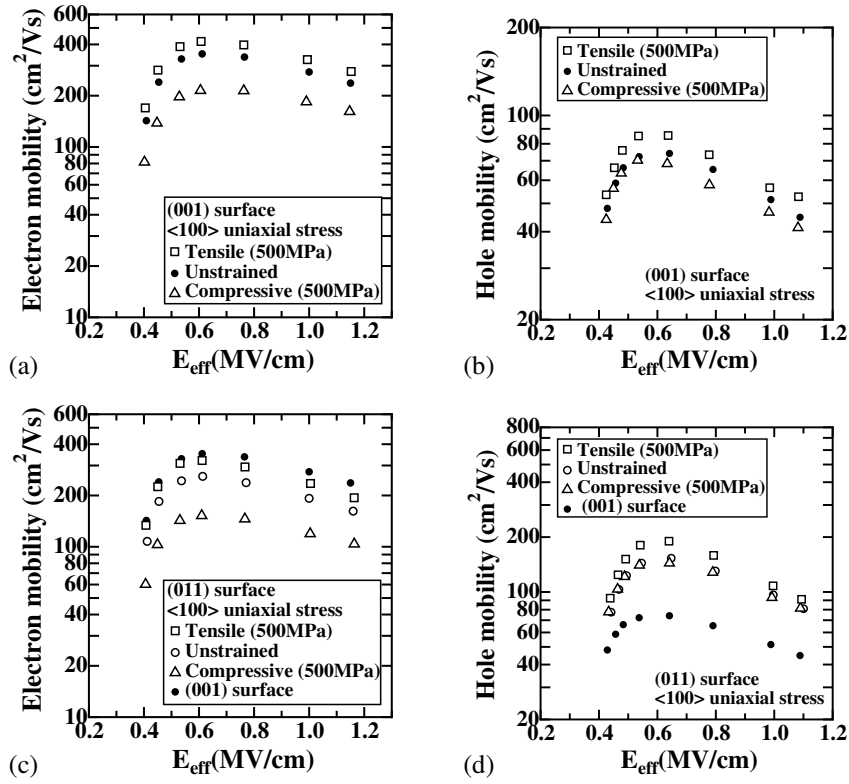 600
400
200
100
80
60
40
20
10
0.2 0.4 0.6 0.8 1.0 1.2
Electron mobility (cm²/Vs)
E_eff(MV/cm)
(001) surface
<100> uniaxial stress
Tensile (500MPa)
Unstrained
Compressive (500MPa)
(a)
200
100
80
60
40
20
0.2 0.4 0.6 0.8 1.0 1.2
Hole mobility (cm²/Vs)
E_eff(MV/cm)
Tensile (500MPa)
Unstrained
Compressive (500MPa)
(001) surface
<100> uniaxial stress
(b)
600
400
200
100
80
60
40
20
10
0.2 0.4 0.6 0.8 1.0 1.2
Electron mobility (cm²/Vs)
E_eff(MV/cm)
(011) surface
<100> uniaxial stress
Tensile (500MPa)
Unstrained
Compressive (500MPa)
(001) surface
(c)
800
600
400
200
100
80
60
40
20
0.2 0.4 0.6 0.8 1.0 1.2
Hole mobility (cm²/Vs)
E_eff(MV/cm)
Tensile (500MPa)
Unstrained
Compressive (500MPa)
(001) surface
(011) surface
<100> uniaxial stress
(d)